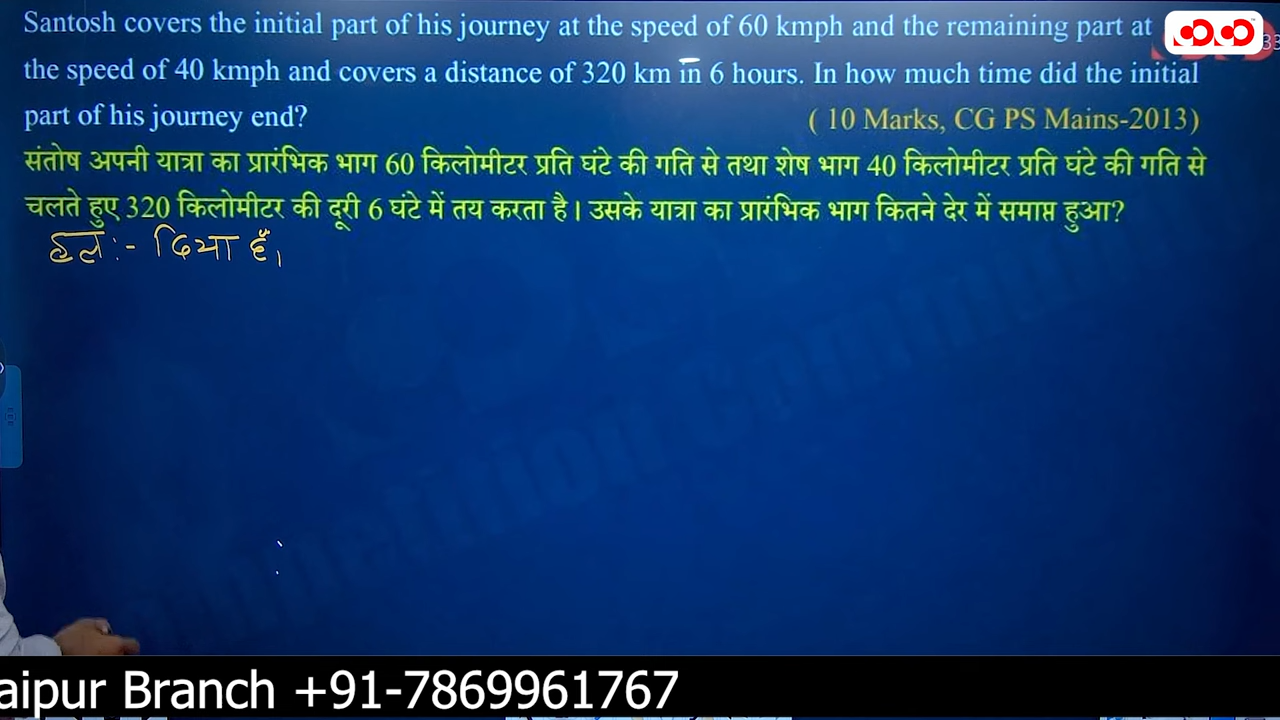 Santosh covers the initial part of his journey at the speed of 60 kmph and the remaining part at
the speed of 40 kmph and covers a distance of 320 km in 6 hours. In how much time did the initial
part of his journey end?
( 10 Marks, CG PS Mains-2013)
संतोष अपनी यात्रा का प्रारंभिक भाग 60 किलोमीटर प्रति घंटे की गति से तथा शेष भाग 40 किलोमीटर प्रति घंटे की गति से
चलते हुए 320 किलोमीटर की दूरी 6 घंटे में तय करता है। उसके यात्रा का प्रारंभिक भाग कितने देर में समाप्त हुआ?
हल:- दिया है।
aipur Branch +91-7869961767